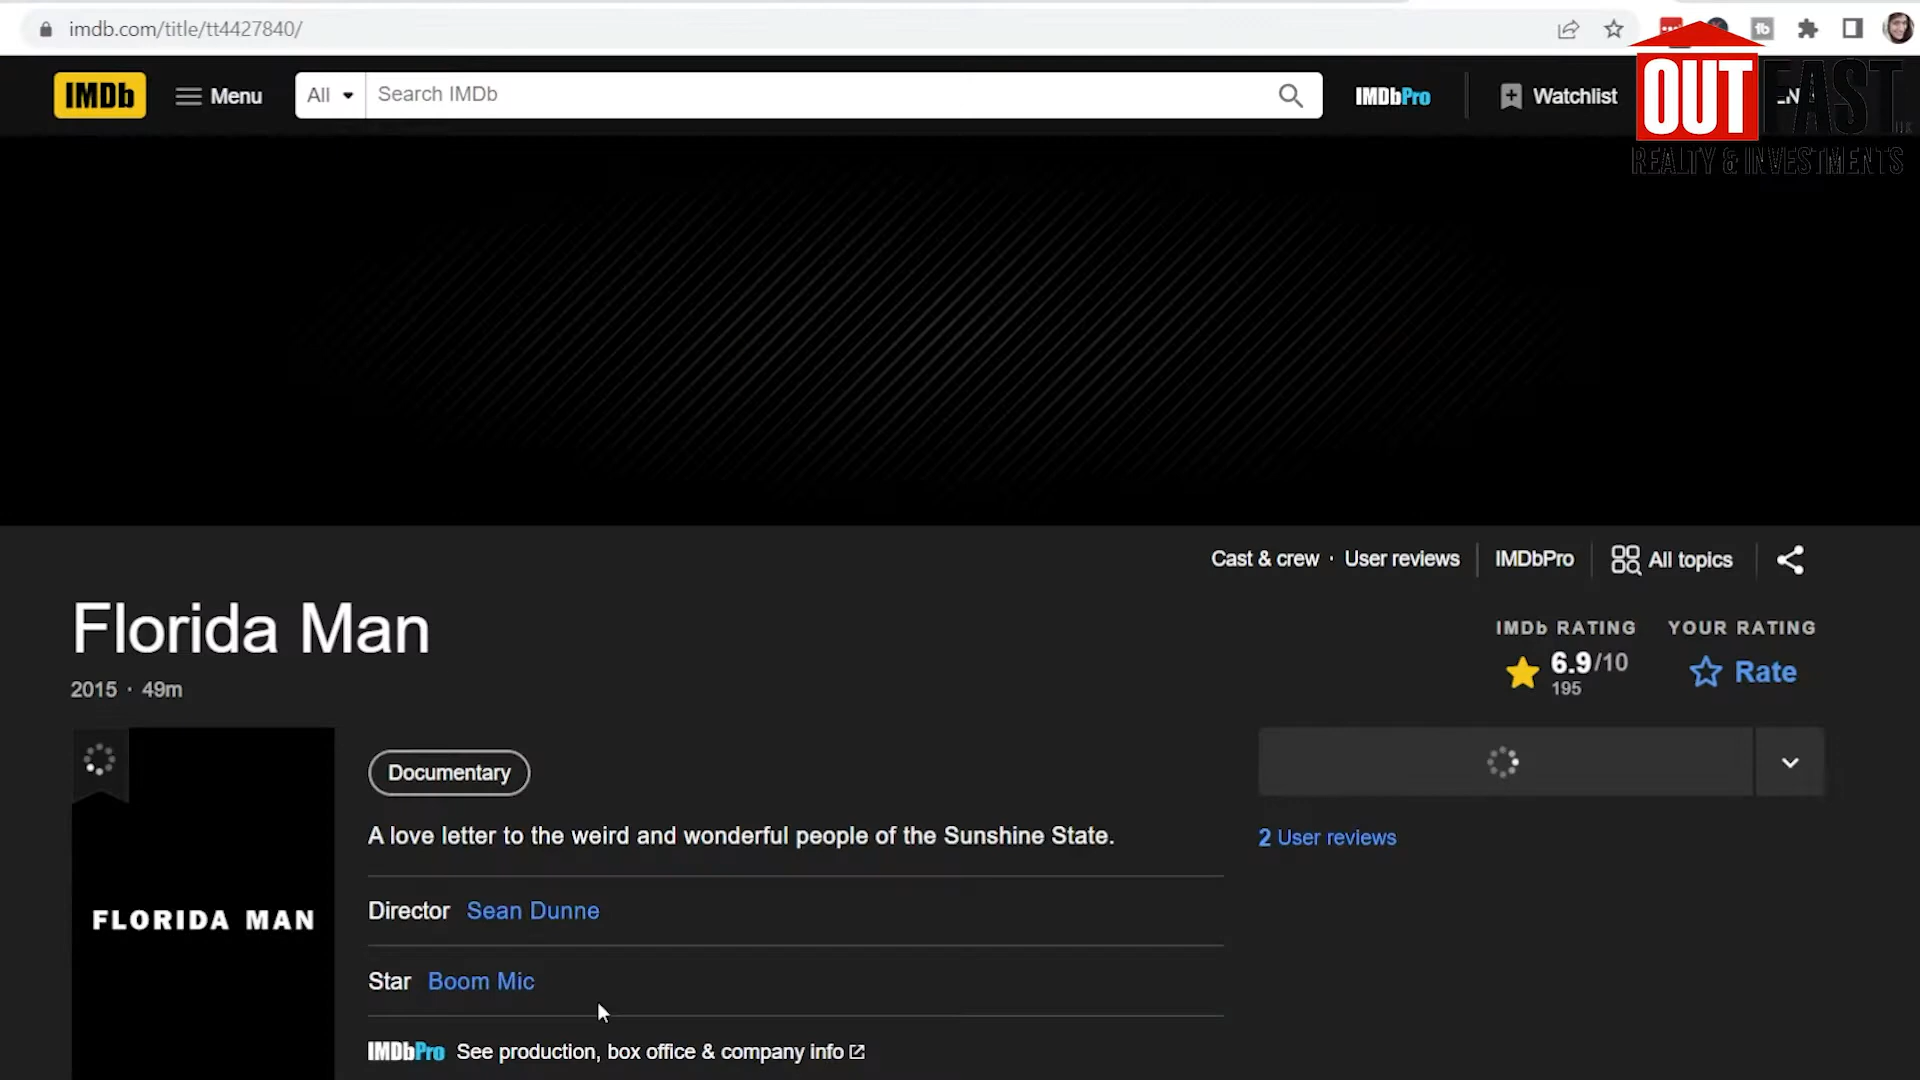 imdb.com/title/tt4427840/
IMDb
Menu
All
Search IMDb
IMDbPro
Watchlist
OUTFAST
REALTY & INVESTMENTS
Cast & crew · User reviews
IMDbPro
All topics
Florida Man
2015 · 49m
IMDb RATING
YOUR RATING
6.9/10
195
Rate
Documentary
A love letter to the weird and wonderful people of the Sunshine State.
2 User reviews
FLORIDA MAN
Director Sean Dunne
Star Boom Mic
IMDbPro See production, box office & company info